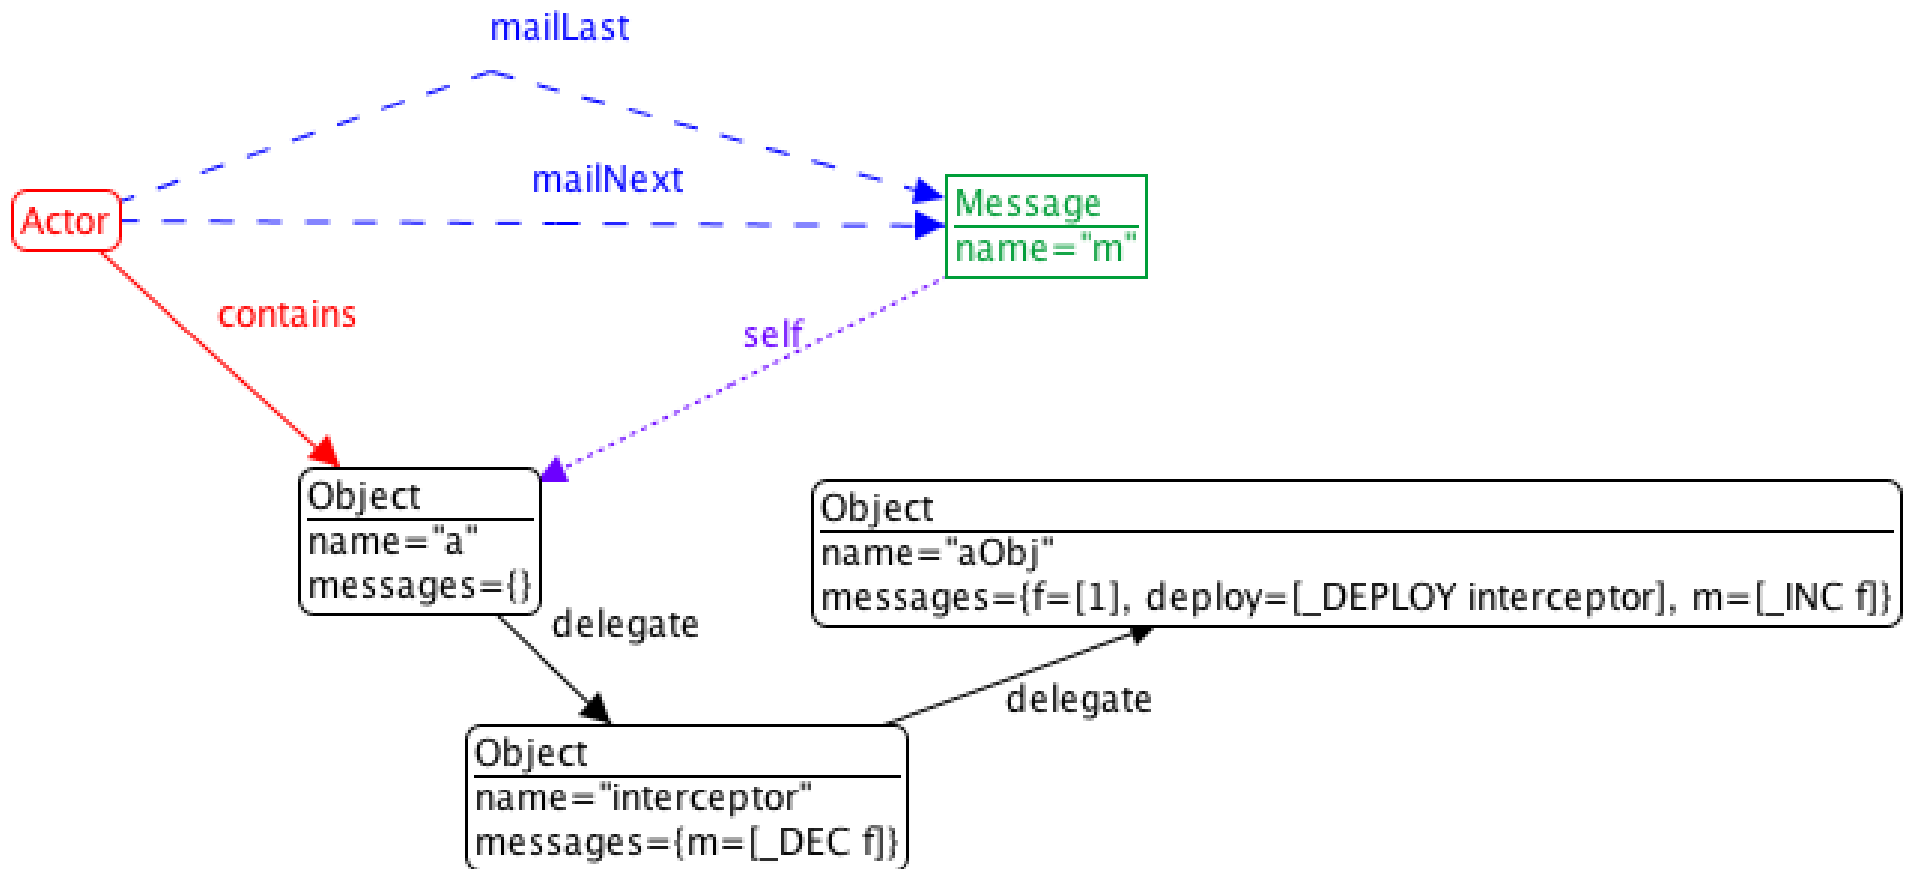 mailLast
mailNext
Actor
Message
name="m"
contains
self
Object
name="a"
messages={}
Object
name="aObj"
messages={f=[1], deploy=[_DEPLOY interceptor], m=[_INC f]}
delegate
delegate
Object
name="interceptor"
messages={m=[_DEC f]}